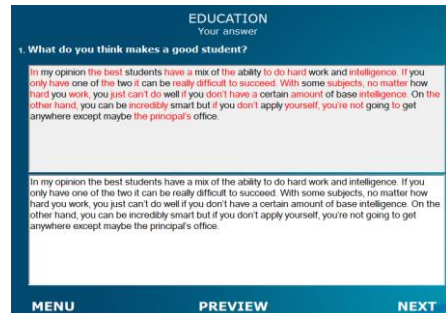 EDUCATION
Your answer
1. What do you think makes a good student?
In my opinion the best students have a mix of the ability to do hard work and intelligence. If you
only have one of the two it can be really difficult to succeed. With some subjects, no matter how
hard you work, you just can't do well if you don't have a certain amount of base intelligence. On the
other hand, you can be incredibly smart but if you don't apply yourself, you're not going to get
anywhere except maybe the principal's office.
In my opinion the best students have a mix of the ability to do hard work and intelligence. If you
only have one of the two it can be really difficult to succeed. With some subjects, no matter how
hard you work, you just can't do well if you don't have a certain amount of base intelligence. On the
other hand, you can be incredibly smart but if you don't apply yourself, you're not going to get
anywhere except maybe the principal's office.
MENU PREVIEW NEXT